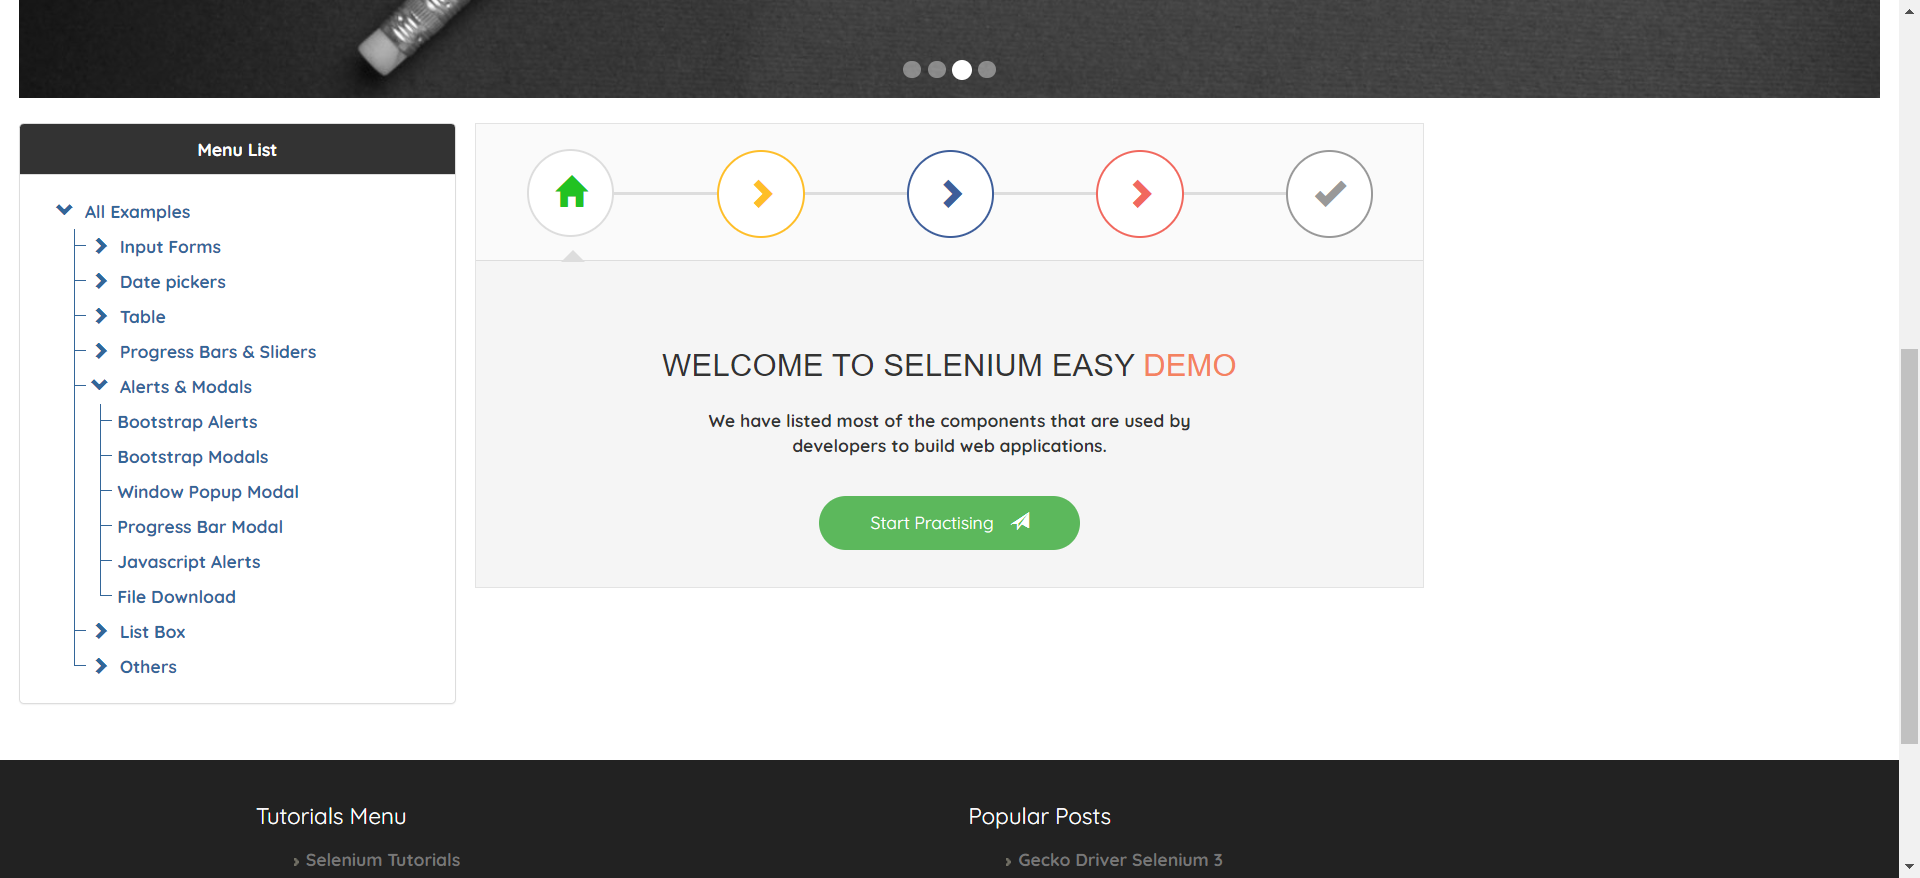 Menu List
All Examples
Input Forms
Date pickers
Table
Progress Bars & Sliders
Alerts & Modals
Bootstrap Alerts
Bootstrap Modals
Window Popup Modal
Progress Bar Modal
Javascript Alerts
File Download
List Box
Others
WELCOME TO SELENIUM EASY DEMO
We have listed most of the components that are used by
developers to build web applications.
Start Practising
Tutorials Menu
Selenium Tutorials
Popular Posts
Gecko Driver Selenium 3